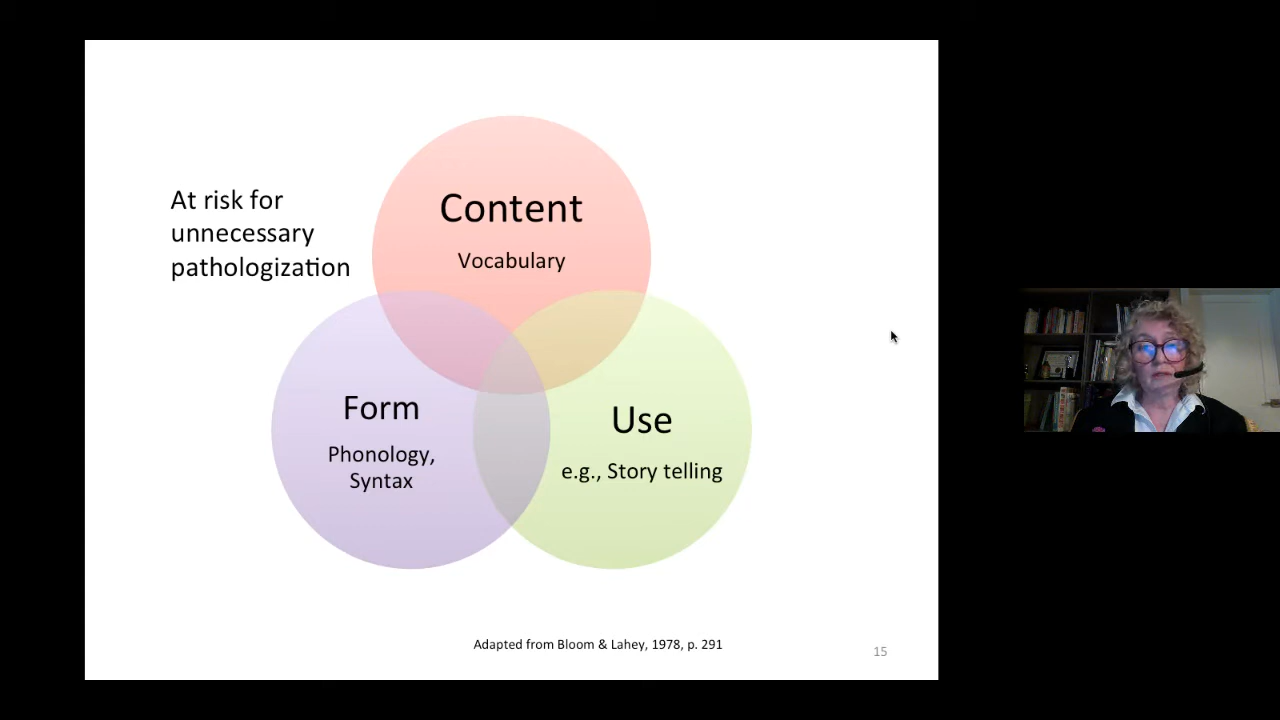 At risk for
unnecessary
pathologization
Content
Vocabulary
Form
Phonology,
Syntax
Use
e.g., Story telling
Adapted from Bloom & Lahey, 1978, p. 291
15